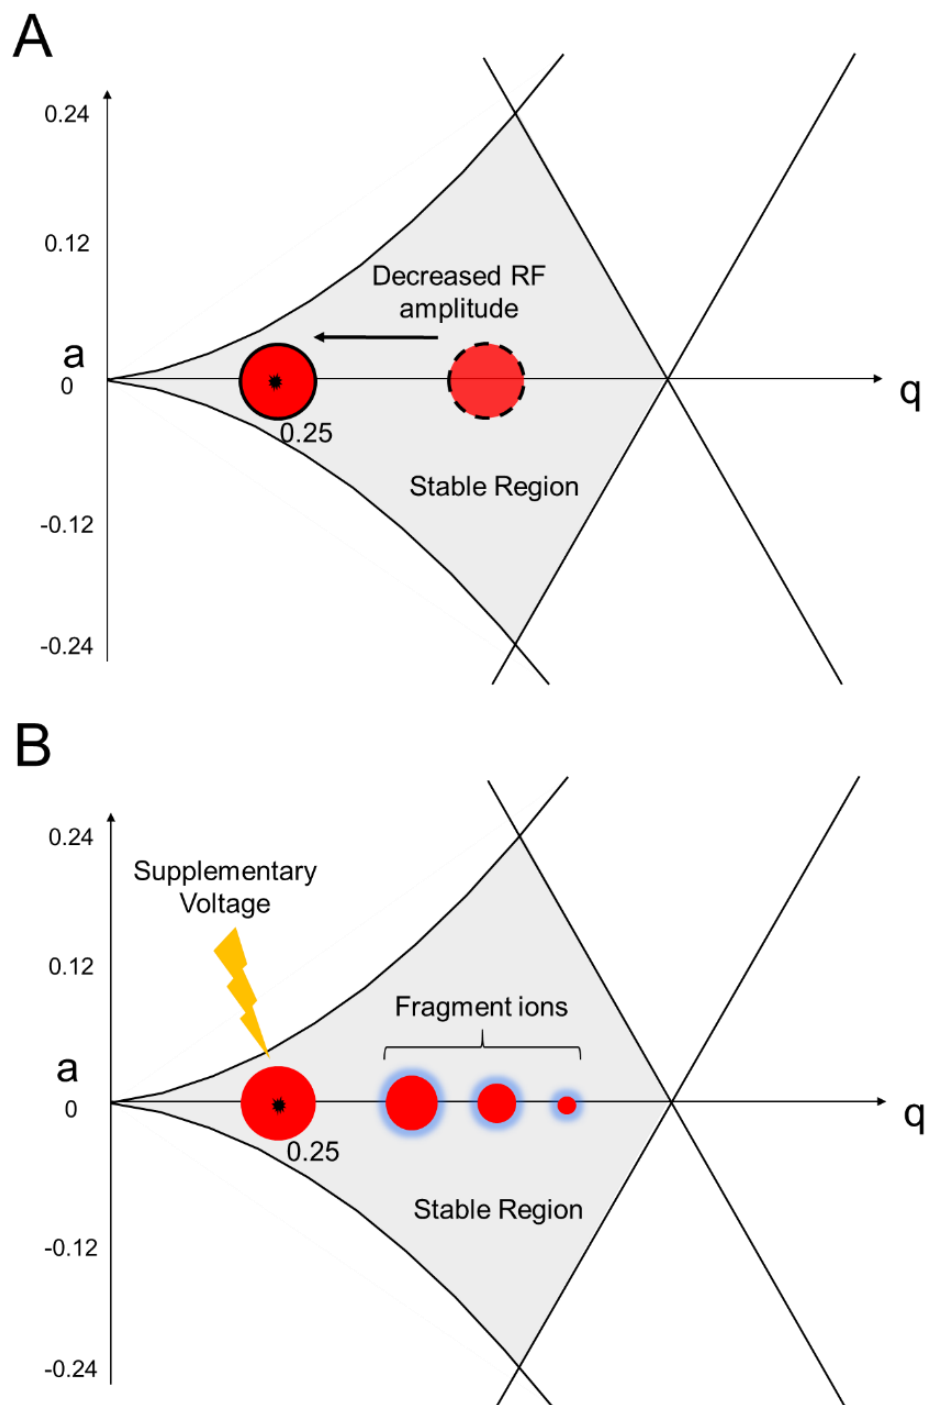 A
0.24
0.12
Decreased RF
amplitude
a
0
q
0.25
Stable Region
-0.12
-0.24
B
0.24
Supplementary
Voltage
0.12
Fragment ions
a
0
q
0.25
Stable Region
-0.12
-0.24